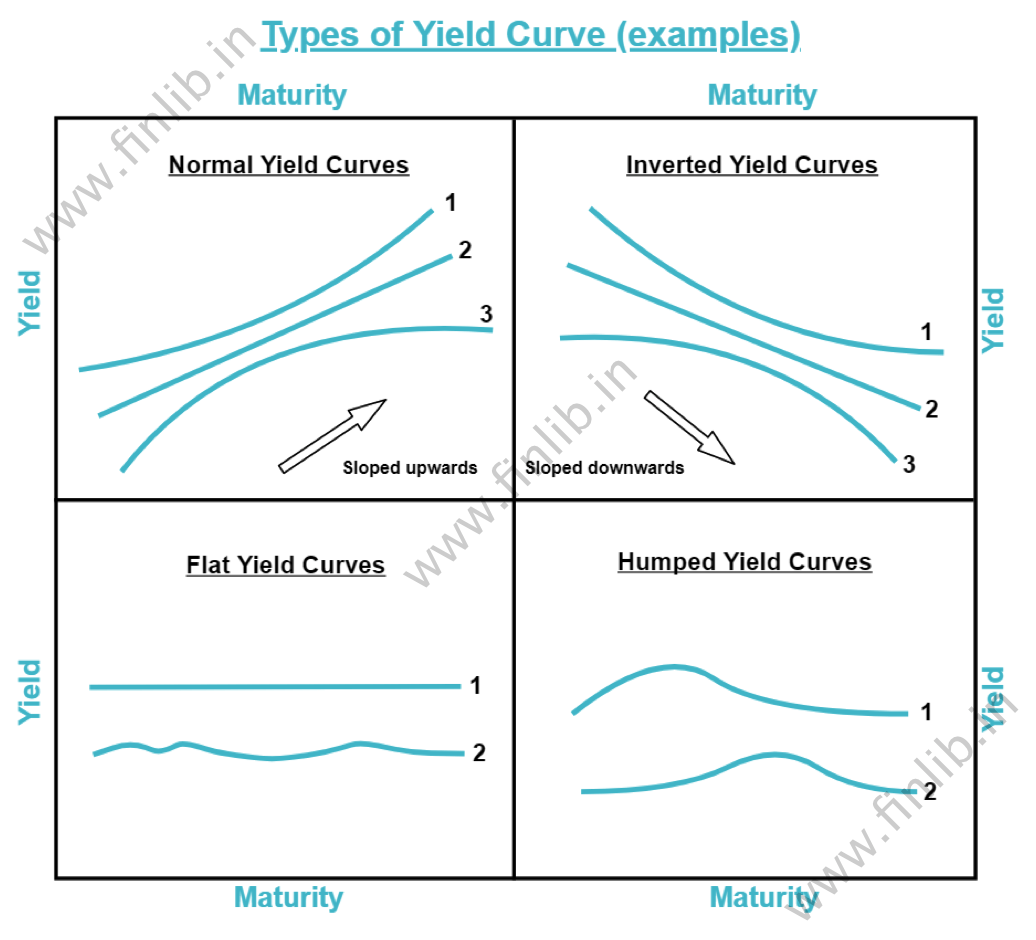 Types of Yield Curve (examples)
Maturity
Maturity
Normal Yield Curves
Inverted Yield Curves
1
2
3
1
2
3
Yield
Yield
Sloped upwards
Sloped downwards
Flat Yield Curves
Humped Yield Curves
1
2
1
2
Yield
Yield
Maturity
Maturity
www.finlib.in
www.finlib.in
www.finlib.in